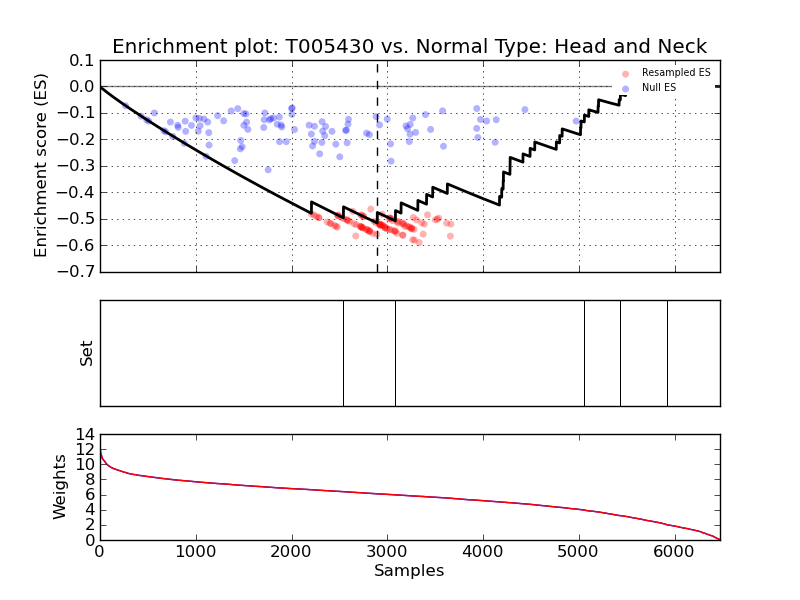 Enrichment plot: T005430 vs. Normal Type: Head and Neck
0.1
0.0
−0.1
−0.2
−0.3
−0.4
−0.5
−0.6
−0.7
Enrichment score (ES)
Resampled ES
Null ES
Set
14
12
10
8
6
4
2
0
Weights
0 1000 2000 3000 4000 5000 6000
Samples